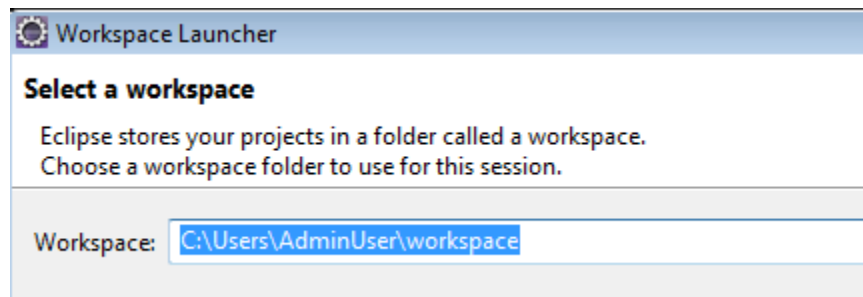 Workspace Launcher
Select a workspace
Eclipse stores your projects in a folder called a workspace.
Choose a workspace folder to use for this session.
Workspace: C:\Users\AdminUser\workspace